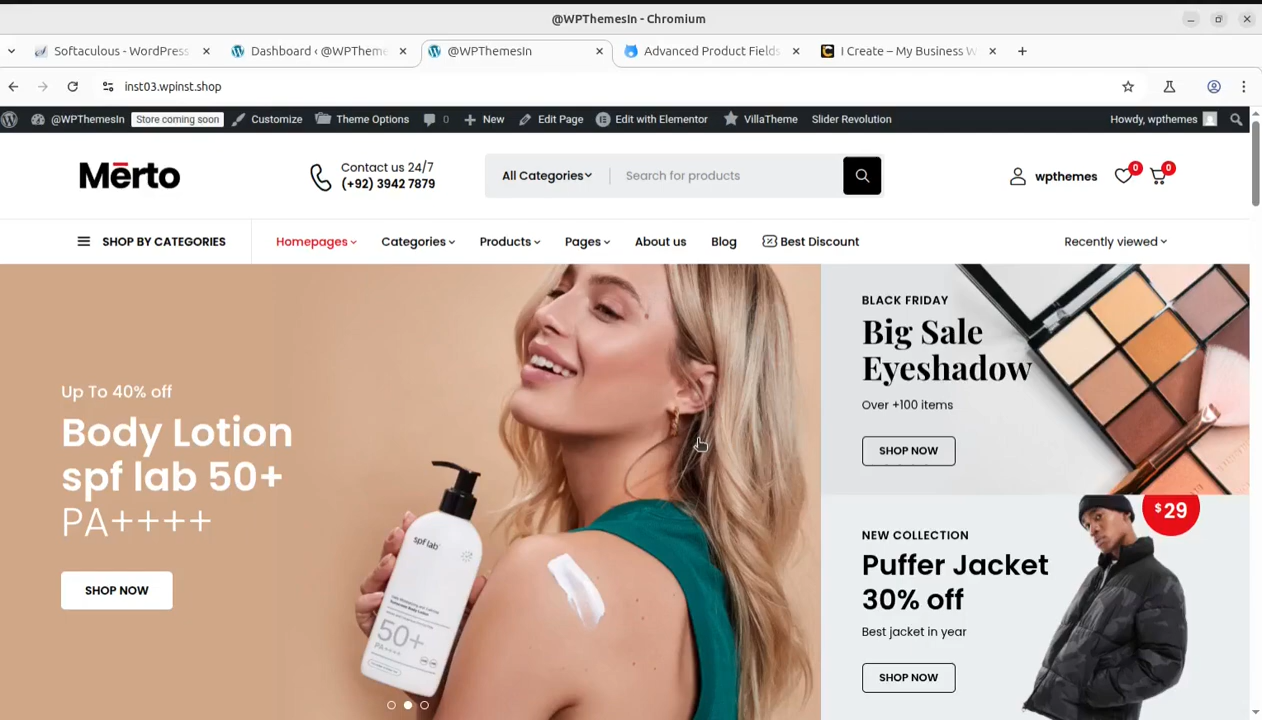 @WPThemesIn - Chromium
Softaculous - WordPress
Dashboard ‹ @WPTheme
@WPThemesIn
Advanced Product Fields
I Create – My Business W
inst03.wpinst.shop
@WPThemesIn
Store coming soon
Customize
Theme Options
0
New
Edit Page
Edit with Elementor
VillaTheme
Slider Revolution
Howdy, wpthemes
Mērto
Contact us 24/7
(+92) 3942 7879
All Categories
Search for products
wpthemes
0
0
SHOP BY CATEGORIES
Homepages
Categories
Products
Pages
About us
Blog
Best Discount
Recently viewed
Up To 40% off
Body Lotion
spf lab 50+
PA++++
SHOP NOW
spf lab
50+
PA++++
BLACK FRIDAY
Big Sale
Eyeshadow
Over +100 items
SHOP NOW
$29
NEW COLLECTION
Puffer Jacket
30% off
Best jacket in year
SHOP NOW